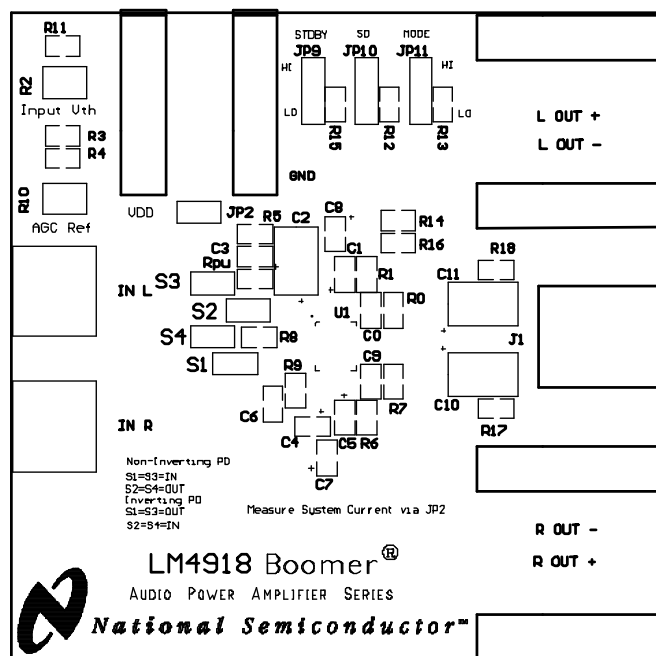 R11
STDBY SD MODE
JP9 JP10 JP11
HI HI
R2
Input Vth
LO LO
R15 R12 R13
L OUT +
L OUT -
R3
R4
GND
R10
VDD JP2
AGC Ref
C8
R5 C2
R14
C3
R16
Rpu
C1
R18
S3
IN L
R1
C11
S2
U1
R0
S4
R8
C0
J1
S1
C9
R9
R7
C10
C6
IN R
C4
C5 R6
R17
C7
Non-Inverting PD
S1=S3=IN
S2=S4=OUT
Inverting PD
S1=S3=OUT
S2=S4=IN
Measure System Current via JP2
R OUT -
R OUT +
LM4918 Boomer®
AUDIO POWER AMPLIFIER SERIES
National Semiconductor™